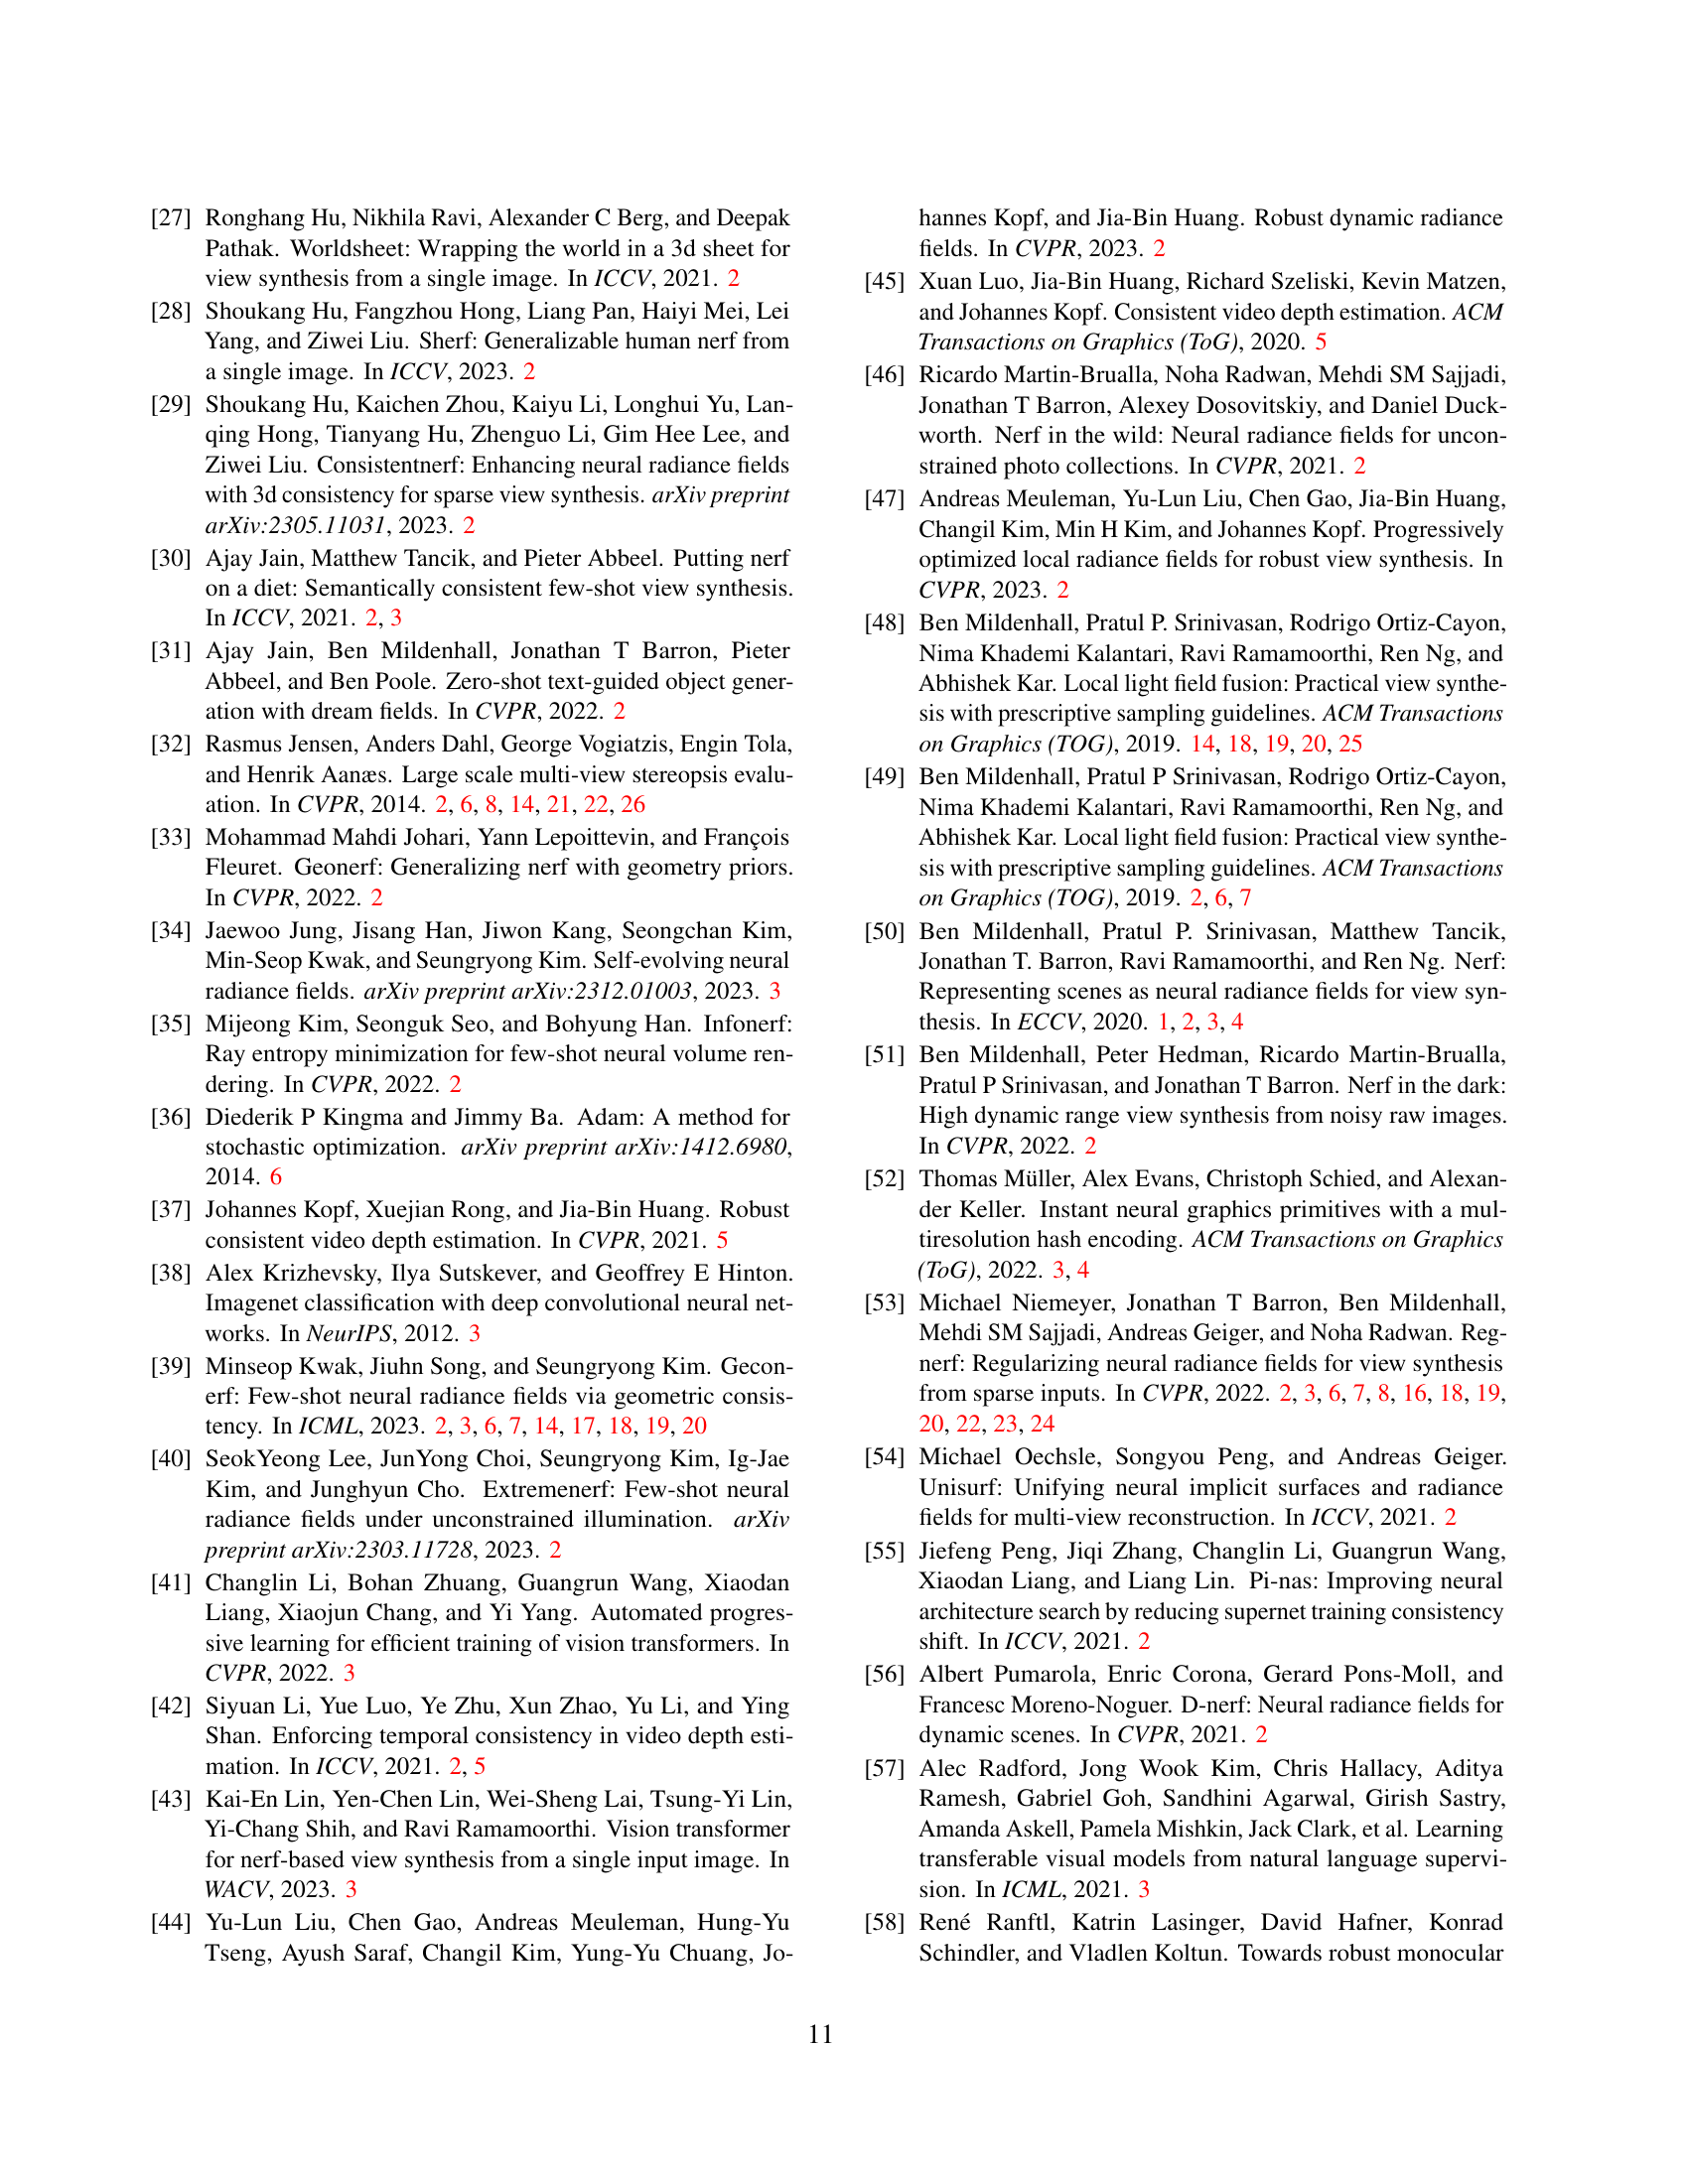 [27] Ronghang Hu, Nikhila Ravi, Alexander C Berg, and Deepak
Pathak. Worldsheet: Wrapping the world in a 3d sheet for
view synthesis from a single image. In ICCV, 2021. 2
[28] Shoukang Hu, Fangzhou Hong, Liang Pan, Haiyi Mei, Lei
Yang, and Ziwei Liu. Sherf: Generalizable human nerf from
a single image. In ICCV, 2023. 2
[29] Shoukang Hu, Kaichen Zhou, Kaiyu Li, Longhui Yu, Lan-
qing Hong, Tianyang Hu, Zhenguo Li, Gim Hee Lee, and
Ziwei Liu. Consistentnerf: Enhancing neural radiance fields
with 3d consistency for sparse view synthesis. arXiv preprint
arXiv:2305.11031, 2023. 2
[30] Ajay Jain, Matthew Tancik, and Pieter Abbeel. Putting nerf
on a diet: Semantically consistent few-shot view synthesis.
In ICCV, 2021. 2, 3
[31] Ajay Jain, Ben Mildenhall, Jonathan T Barron, Pieter
Abbeel, and Ben Poole. Zero-shot text-guided object gener-
ation with dream fields. In CVPR, 2022. 2
[32] Rasmus Jensen, Anders Dahl, George Vogiatzis, Engin Tola,
and Henrik Aanæs. Large scale multi-view stereopsis evalu-
ation. In CVPR, 2014. 2, 6, 8, 14, 21, 22, 26
[33] Mohammad Mahdi Johari, Yann Lepoittevin, and François
Fleuret. Geonerf: Generalizing nerf with geometry priors.
In CVPR, 2022. 2
[34] Jaewoo Jung, Jisang Han, Jiwon Kang, Seongchan Kim,
Min-Seop Kwak, and Seungryong Kim. Self-evolving neural
radiance fields. arXiv preprint arXiv:2312.01003, 2023. 3
[35] Mijeong Kim, Seonguk Seo, and Bohyung Han. Infonerf:
Ray entropy minimization for few-shot neural volume ren-
dering. In CVPR, 2022. 2
[36] Diederik P Kingma and Jimmy Ba. Adam: A method for
stochastic optimization. arXiv preprint arXiv:1412.6980,
2014. 6
[37] Johannes Kopf, Xuejian Rong, and Jia-Bin Huang. Robust
consistent video depth estimation. In CVPR, 2021. 5
[38] Alex Krizhevsky, Ilya Sutskever, and Geoffrey E Hinton.
Imagenet classification with deep convolutional neural net-
works. In NeurIPS, 2012. 3
[39] Minseop Kwak, Jiuhn Song, and Seungryong Kim. Gecon-
erf: Few-shot neural radiance fields via geometric consis-
tency. In ICML, 2023. 2, 3, 6, 7, 14, 17, 18, 19, 20
[40] SeokYeong Lee, JunYong Choi, Seungryong Kim, Ig-Jae
Kim, and Junghyun Cho. Extremenerf: Few-shot neural
radiance fields under unconstrained illumination. arXiv
preprint arXiv:2303.11728, 2023. 2
[41] Changlin Li, Bohan Zhuang, Guangrun Wang, Xiaodan
Liang, Xiaojun Chang, and Yi Yang. Automated progres-
sive learning for efficient training of vision transformers. In
CVPR, 2022. 3
[42] Siyuan Li, Yue Luo, Ye Zhu, Xun Zhao, Yu Li, and Ying
Shan. Enforcing temporal consistency in video depth esti-
mation. In ICCV, 2021. 2, 5
[43] Kai-En Lin, Yen-Chen Lin, Wei-Sheng Lai, Tsung-Yi Lin,
Yi-Chang Shih, and Ravi Ramamoorthi. Vision transformer
for nerf-based view synthesis from a single input image. In
WACV, 2023. 3
[44] Yu-Lun Liu, Chen Gao, Andreas Meuleman, Hung-Yu
Tseng, Ayush Saraf, Changil Kim, Yung-Yu Chuang, Jo-
hannes Kopf, and Jia-Bin Huang. Robust dynamic radiance
fields. In CVPR, 2023. 2
[45] Xuan Luo, Jia-Bin Huang, Richard Szeliski, Kevin Matzen,
and Johannes Kopf. Consistent video depth estimation. ACM
Transactions on Graphics (ToG), 2020. 5
[46] Ricardo Martin-Brualla, Noha Radwan, Mehdi SM Sajjadi,
Jonathan T Barron, Alexey Dosovitskiy, and Daniel Duck-
worth. Nerf in the wild: Neural radiance fields for uncon-
strained photo collections. In CVPR, 2021. 2
[47] Andreas Meuleman, Yu-Lun Liu, Chen Gao, Jia-Bin Huang,
Changil Kim, Min H Kim, and Johannes Kopf. Progressively
optimized local radiance fields for robust view synthesis. In
CVPR, 2023. 2
[48] Ben Mildenhall, Pratul P. Srinivasan, Rodrigo Ortiz-Cayon,
Nima Khademi Kalantari, Ravi Ramamoorthi, Ren Ng, and
Abhishek Kar. Local light field fusion: Practical view synthe-
sis with prescriptive sampling guidelines. ACM Transactions
on Graphics (TOG), 2019. 14, 18, 19, 20, 25
[49] Ben Mildenhall, Pratul P Srinivasan, Rodrigo Ortiz-Cayon,
Nima Khademi Kalantari, Ravi Ramamoorthi, Ren Ng, and
Abhishek Kar. Local light field fusion: Practical view synthe-
sis with prescriptive sampling guidelines. ACM Transactions
on Graphics (TOG), 2019. 2, 6, 7
[50] Ben Mildenhall, Pratul P. Srinivasan, Matthew Tancik,
Jonathan T. Barron, Ravi Ramamoorthi, and Ren Ng. Nerf:
Representing scenes as neural radiance fields for view syn-
thesis. In ECCV, 2020. 1, 2, 3, 4
[51] Ben Mildenhall, Peter Hedman, Ricardo Martin-Brualla,
Pratul P Srinivasan, and Jonathan T Barron. Nerf in the dark:
High dynamic range view synthesis from noisy raw images.
In CVPR, 2022. 2
[52] Thomas Müller, Alex Evans, Christoph Schied, and Alexan-
der Keller. Instant neural graphics primitives with a mul-
tiresolution hash encoding. ACM Transactions on Graphics
(ToG), 2022. 3, 4
[53] Michael Niemeyer, Jonathan T Barron, Ben Mildenhall,
Mehdi SM Sajjadi, Andreas Geiger, and Noha Radwan. Reg-
nerf: Regularizing neural radiance fields for view synthesis
from sparse inputs. In CVPR, 2022. 2, 3, 6, 7, 8, 16, 18, 19,
20, 22, 23, 24
[54] Michael Oechsle, Songyou Peng, and Andreas Geiger.
Unisurf: Unifying neural implicit surfaces and radiance
fields for multi-view reconstruction. In ICCV, 2021. 2
[55] Jiefeng Peng, Jiqi Zhang, Changlin Li, Guangrun Wang,
Xiaodan Liang, and Liang Lin. Pi-nas: Improving neural
architecture search by reducing supernet training consistency
shift. In ICCV, 2021. 2
[56] Albert Pumarola, Enric Corona, Gerard Pons-Moll, and
Francesc Moreno-Noguer. D-nerf: Neural radiance fields for
dynamic scenes. In CVPR, 2021. 2
[57] Alec Radford, Jong Wook Kim, Chris Hallacy, Aditya
Ramesh, Gabriel Goh, Sandhini Agarwal, Girish Sastry,
Amanda Askell, Pamela Mishkin, Jack Clark, et al. Learning
transferable visual models from natural language supervi-
sion. In ICML, 2021. 3
[58] René Ranftl, Katrin Lasinger, David Hafner, Konrad
Schindler, and Vladlen Koltun. Towards robust monocular
11